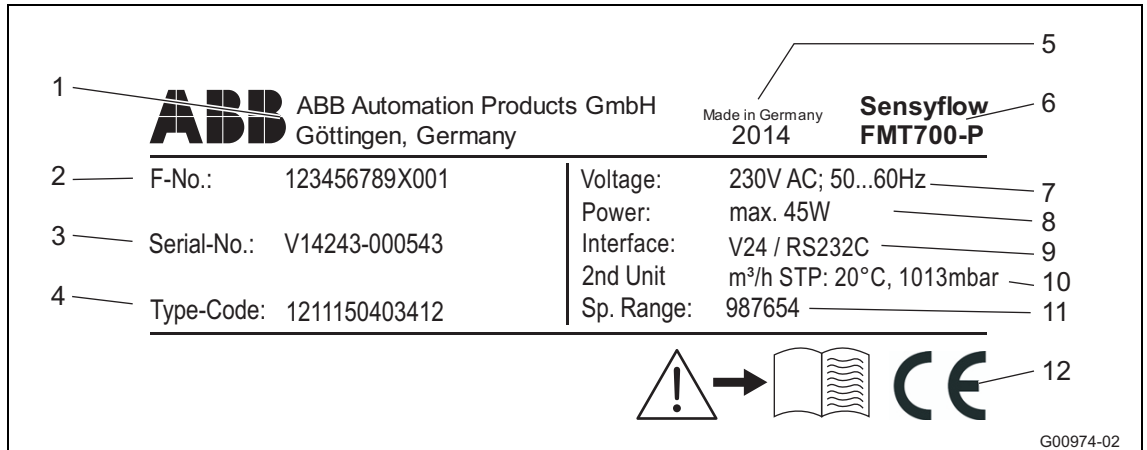 5
1
ABB ABB Automation Products GmbH
Göttingen, Germany
Made in Germany
2014
Sensyflow
FMT700-P
6
2 F-No.: 123456789X001
Voltage: 230V AC; 50...60Hz 7
Power: max. 45W 8
3 Serial-No.: V14243-000543
Interface: V24 / RS232C 9
2nd Unit m³/h STP: 20°C, 1013mbar 10
4 Type-Code: 1211150403412
Sp. Range: 987654 11
! CE 12
G00974-02